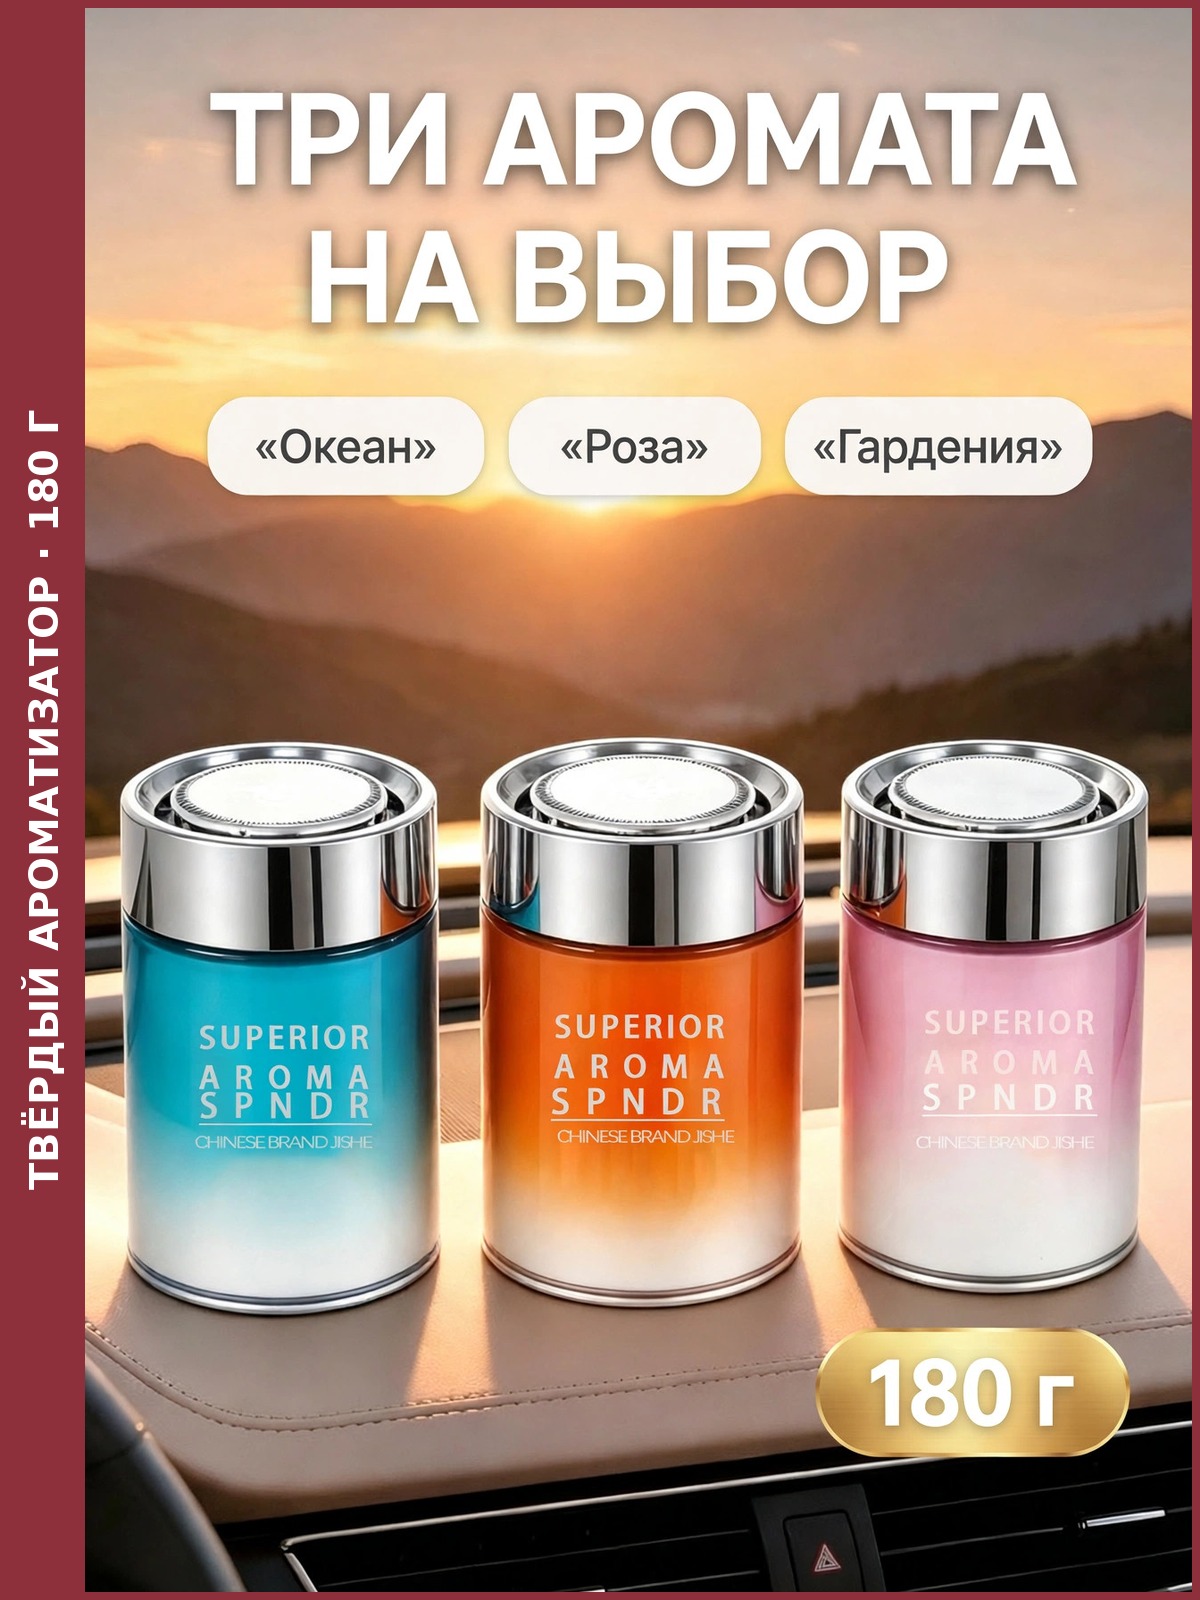 ТРИ АРОМАТА
НА ВЫБОР
«Океан»
«Роза»
«Гардения»
ТВЁРДЫЙ АРОМАТИЗАТОР · 180 Г
SUPERIOR
AROMA
SPNDR
CHINESE BRAND JISHE
SUPERIOR
AROMA
SPNDR
CHINESE BRAND JISHE
SUPERIOR
AROMA
SPNDR
CHINESE BRAND JISHE
180 г